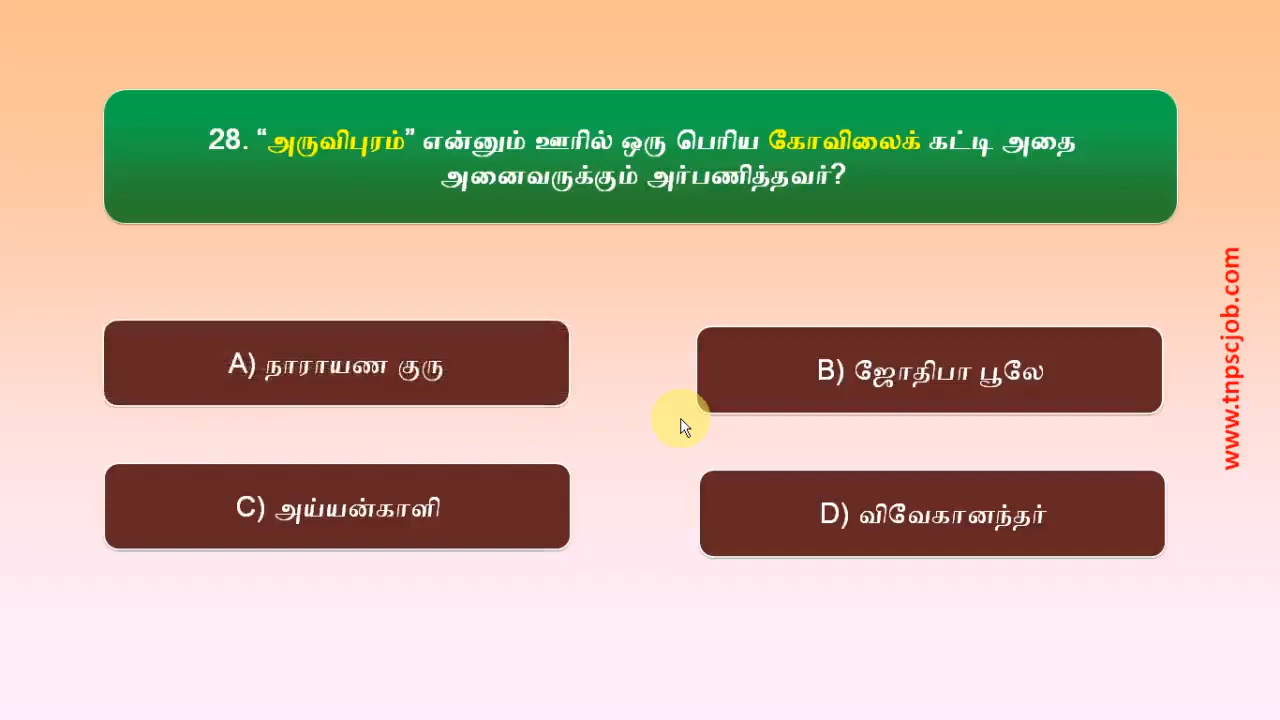 28. “அருவிபுரம்” என்னும் ஊரில் ஒரு பெரிய கோவிலைக் கட்டி அதை
அனைவருக்கும் அர்பணித்தவர்?
A) நாராயண குரு
B) ஜோதிபா பூலே
C) அய்யன்காளி
D) விவேகானந்தர்
www.tnpscjob.com